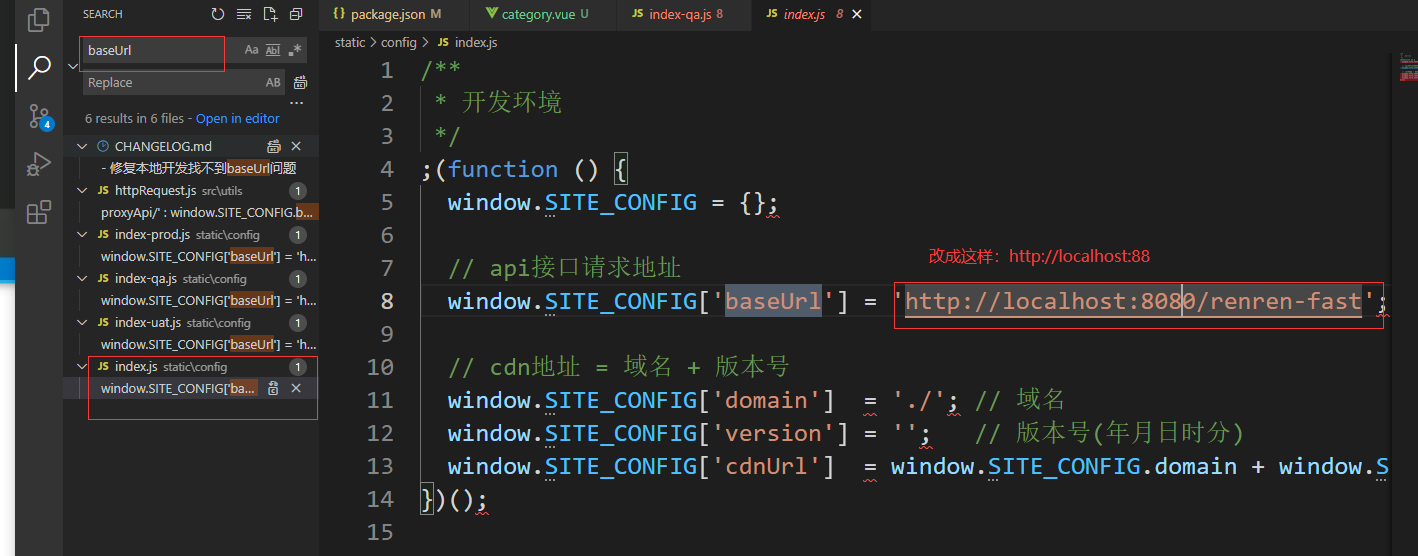 SEARCH
baseUrl
Aa Abl .*
Replace
AB
...
6 results in 6 files - Open in editor
CHANGELOG.md
- 修复本地开发找不到baseUrl问题
JS httpRequest.js src\utils 1
proxyApi/' : window.SITE_CONFIG.b...
JS index-prod.js static\config 1
window.SITE_CONFIG['baseUrl'] = 'h...
JS index-qa.js static\config 1
window.SITE_CONFIG['baseUrl'] = 'h...
JS index-uat.js static\config 1
window.SITE_CONFIG['baseUrl'] = 'h...
JS index.js static\config 1
window.SITE_CONFIG['ba...
4
{} package.json M
category.vue U
JS index-qa.js 8
JS index.js 8
static > config > JS index.js
1 /**
2 * 开发环境
3 */
4 ;(function () {
5 window.SITE_CONFIG = {};
6
7 // api接口请求地址
改成这样：http://localhost:88
8 window.SITE_CONFIG['baseUrl'] = 'http://localhost:8080/renren-fast';
9
10 // cdn地址 = 域名 + 版本号
11 window.SITE_CONFIG['domain'] = './'; // 域名
12 window.SITE_CONFIG['version'] = ''; // 版本号(年月日时分)
13 window.SITE_CONFIG['cdnUrl'] = window.SITE_CONFIG.domain + window.S
14 })();
15